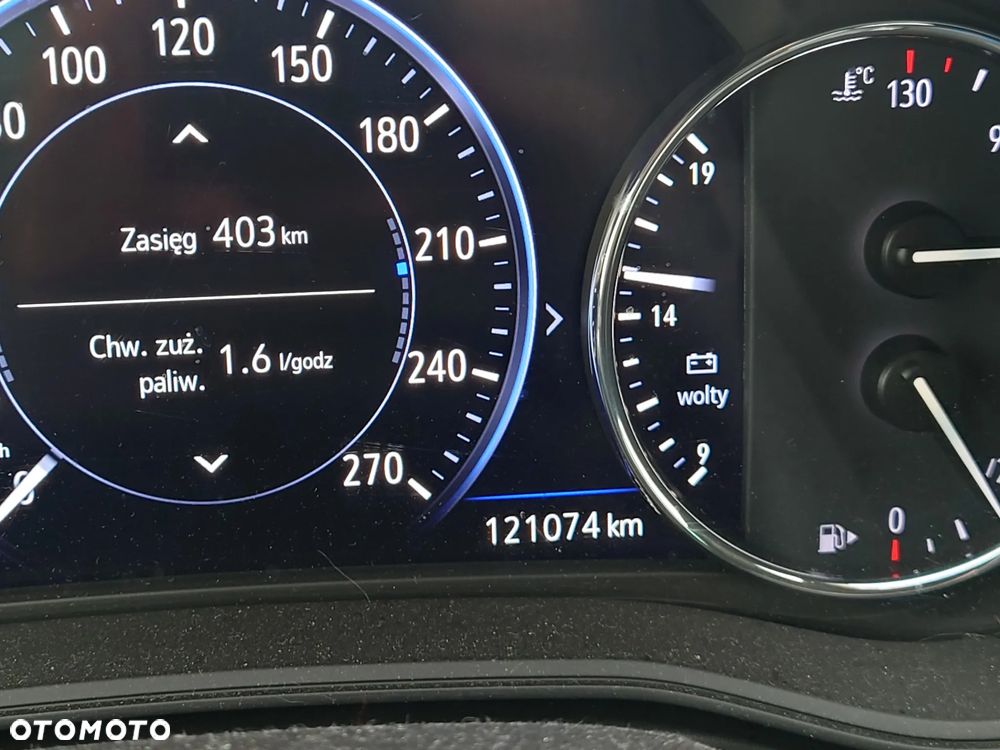 100
120
150
180
210
240
270
Zasięg 403 km
Chw. zuż. paliw. 1.6 l/godz
121074 km
19
14
9
wolty
°C
130
0
OTOMOTO